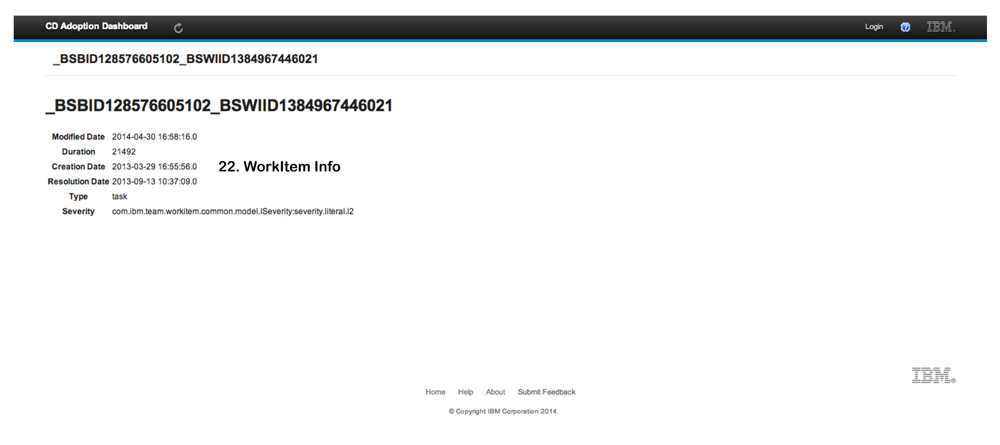 CD Adoption Dashboard Login ? IBM.
_BSBID128576605102_BSWIID1384967446021
_BSBID128576605102_BSWIID1384967446021
Modified Date 2014-04-30 16:58:16.0
Duration 21492
Creation Date 2013-03-29 16:55:56.0
22. WorkItem Info
Resolution Date 2013-09-13 10:37:09.0
Type task
Severity com.ibm.team.workitem.common.model.ISeverity:severity.literal.l2
IBM®
Home Help About Submit Feedback
© Copyright IBM Corporation 2014.